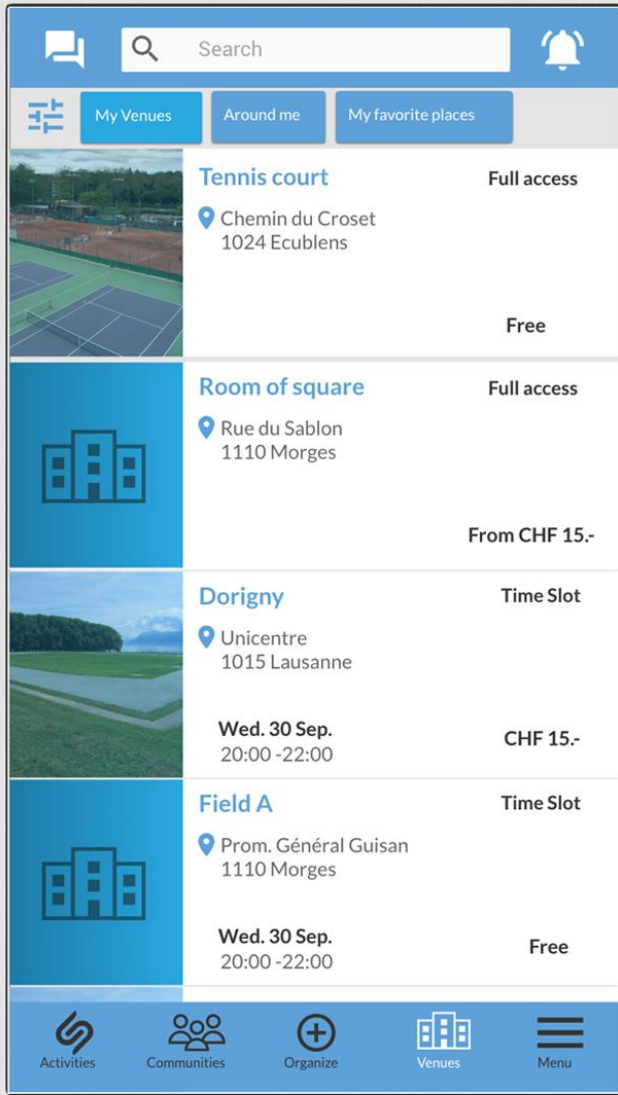 Search
My Venues
Around me
My favorite places
Tennis court
Full access
Chemin du Croset
1024 Ecublens
Free
Room of square
Full access
Rue du Sablon
1110 Morges
From CHF 15.-
Dorigny
Time Slot
Unicentre
1015 Lausanne
Wed. 30 Sep.
20:00 -22:00
CHF 15.-
Field A
Time Slot
Prom. Général Guisan
1110 Morges
Wed. 30 Sep.
20:00 -22:00
Free
Activities
Communities
Organize
Venues
Menu